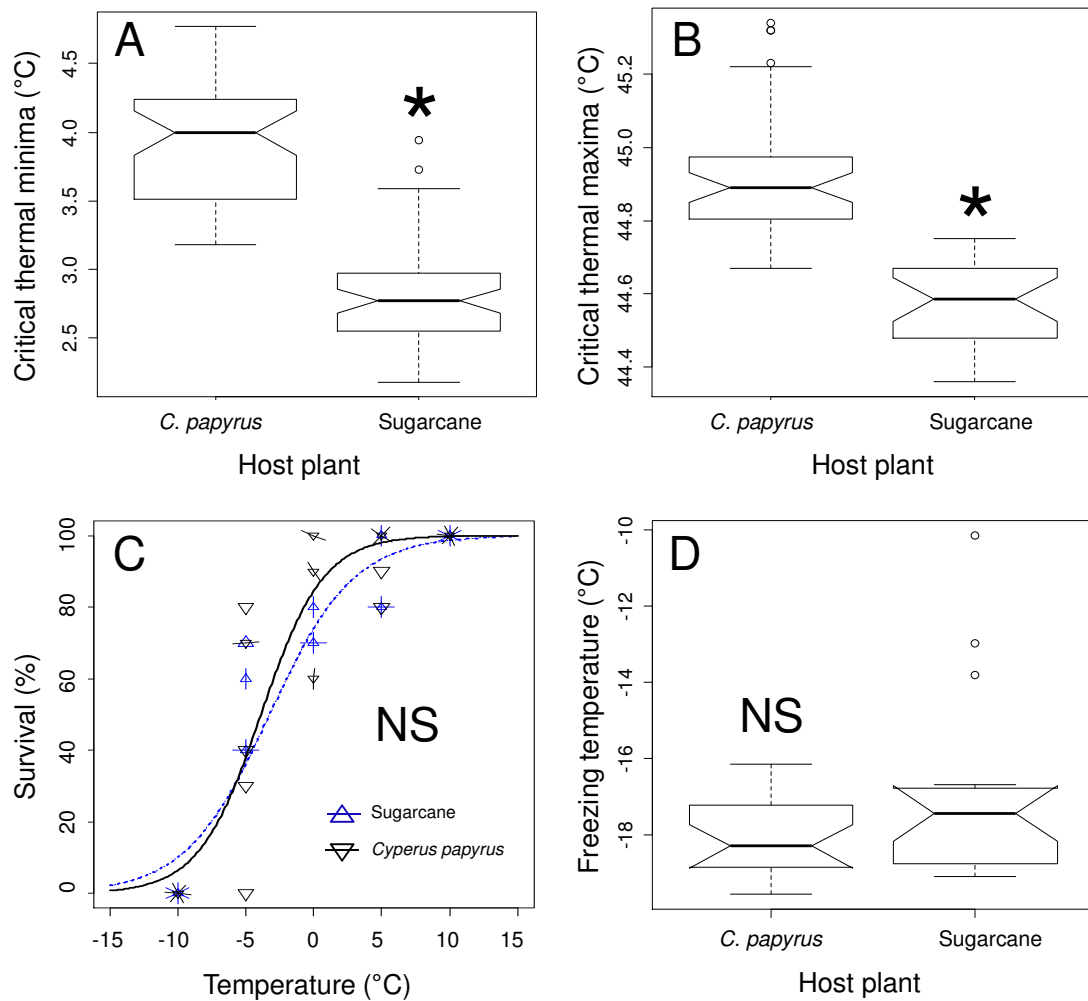 A
Critical thermal minima (°C)
4.5
4.0
3.5
3.0
2.5
*
C. papyrus
Sugarcane
Host plant
B
Critical thermal maxima (°C)
45.2
45.0
44.8
44.6
44.4
*
C. papyrus
Sugarcane
Host plant
C
Survival (%)
100
80
60
40
20
0
NS
Sugarcane
Cyperus papyrus
-15
-10
-5
0
5
10
15
Temperature (°C)
D
Freezing temperature (°C)
-10
-12
-14
-16
-18
NS
C. papyrus
Sugarcane
Host plant